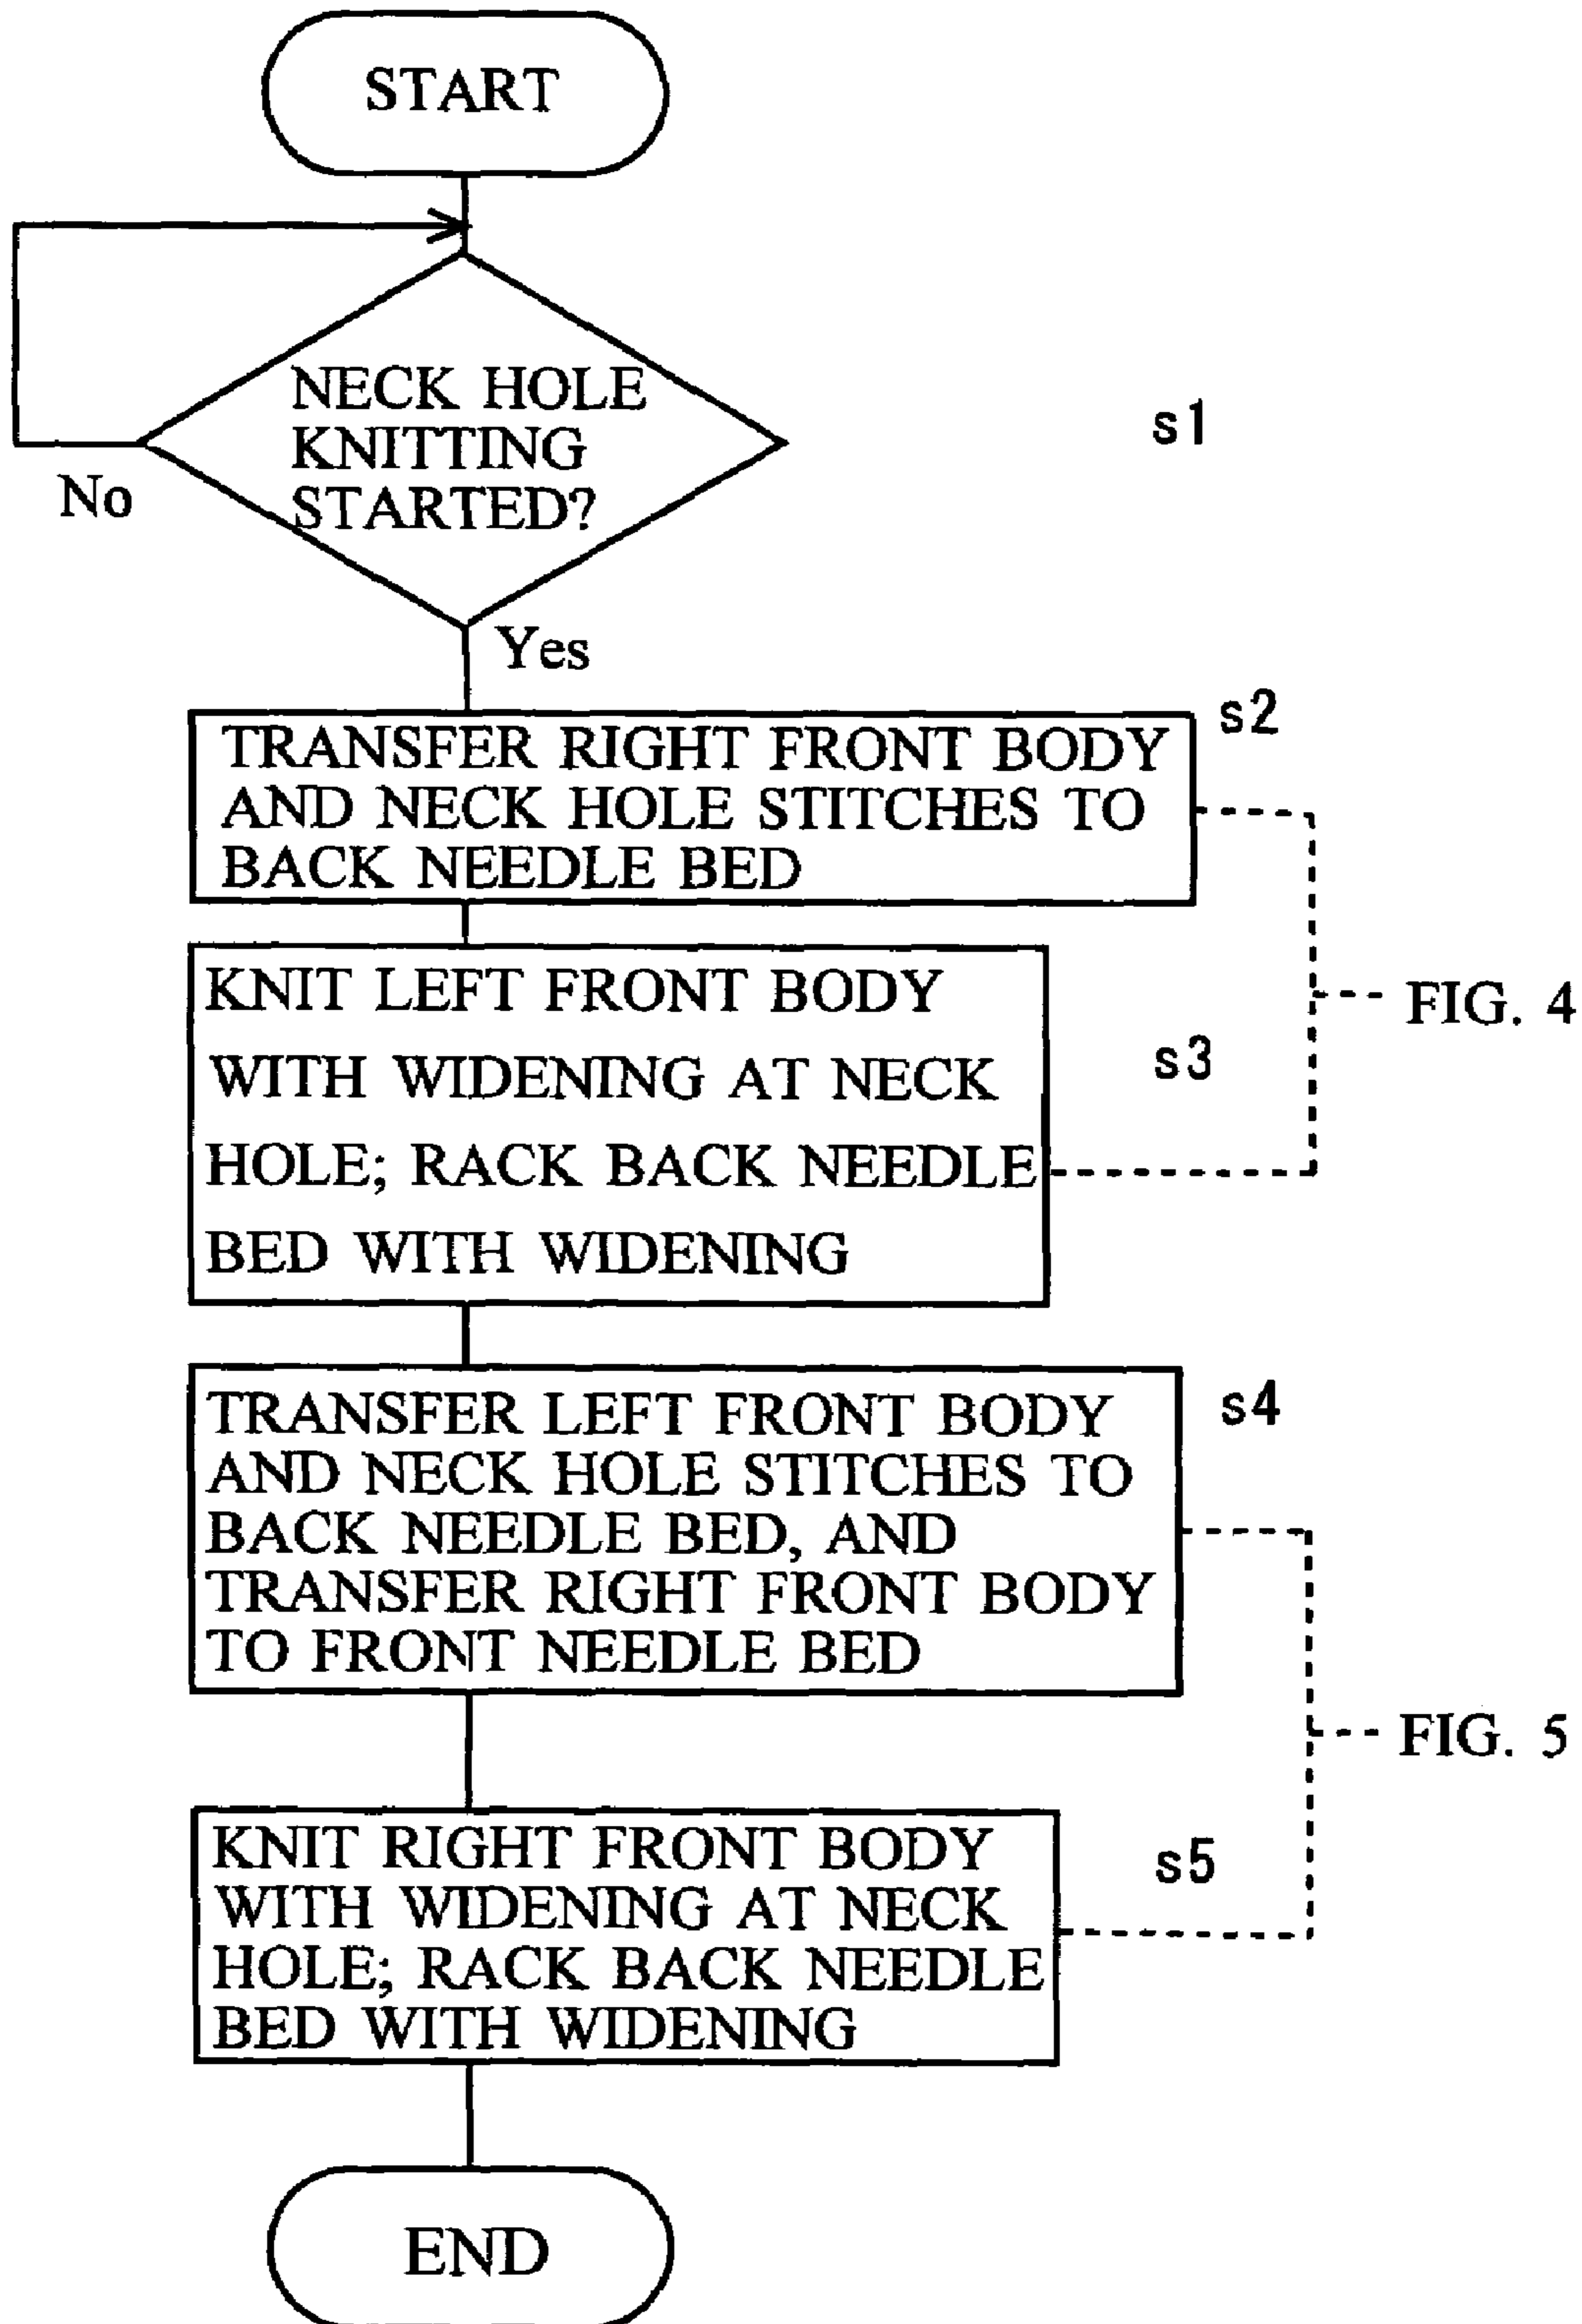 START
NECK HOLE
KNITTING
STARTED?
s1
No
Yes
s2
TRANSFER RIGHT FRONT BODY
AND NECK HOLE STITCHES TO
BACK NEEDLE BED
KNIT LEFT FRONT BODY
WITH WIDENING AT NECK
HOLE; RACK BACK NEEDLE
BED WITH WIDENING
s3
FIG. 4
TRANSFER LEFT FRONT BODY
AND NECK HOLE STITCHES TO
BACK NEEDLE BED, AND
TRANSFER RIGHT FRONT BODY
TO FRONT NEEDLE BED
s4
FIG. 5
KNIT RIGHT FRONT BODY
WITH WIDENING AT NECK
HOLE; RACK BACK NEEDLE
BED WITH WIDENING
s5
END